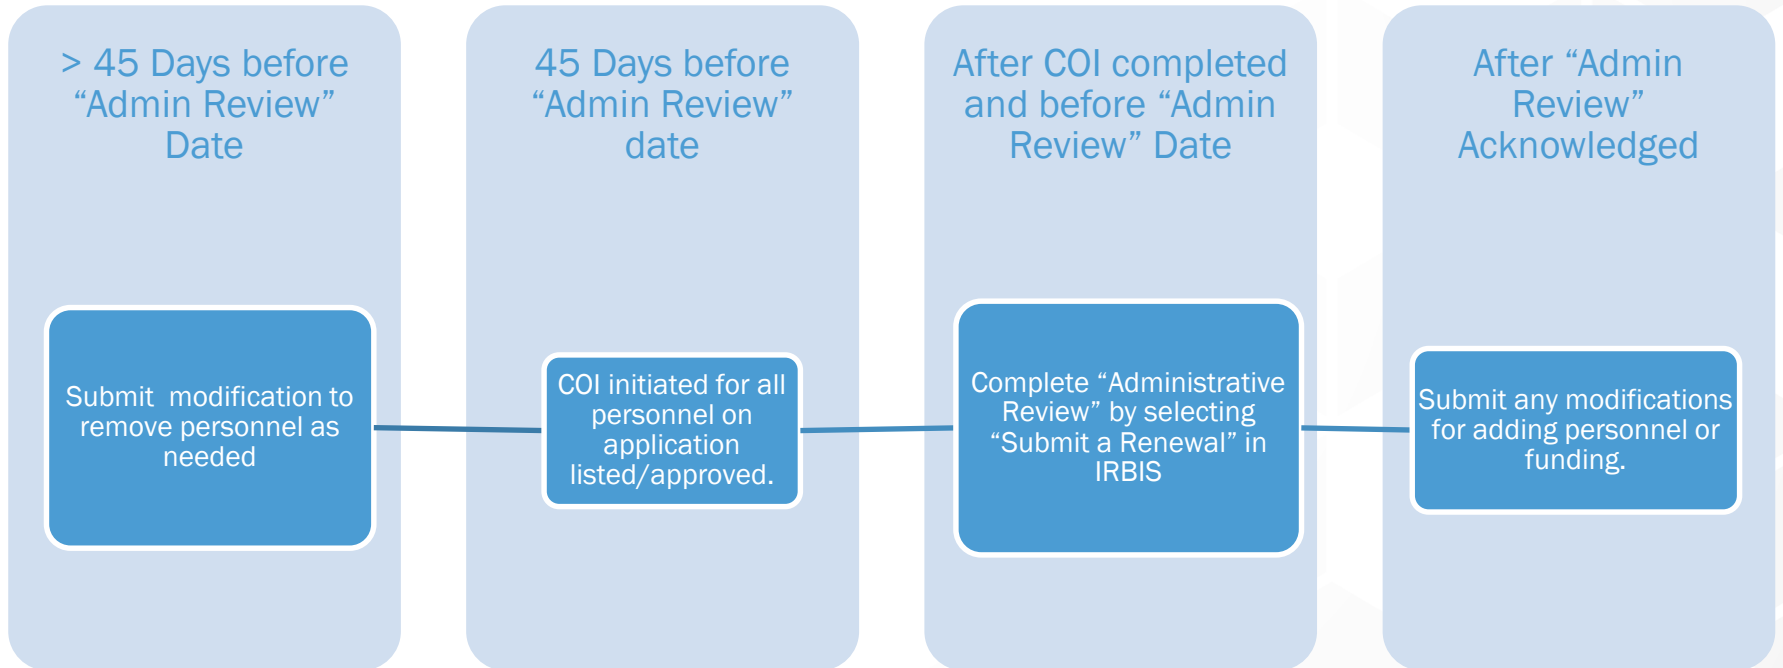 > 45 Days before
“Admin Review”
Date
Submit  modification to
remove personnel as
needed
45 Days before
“Admin Review”
date
COI initiated for all
personnel on
application
listed/approved.
After COI completed
and before “Admin
Review” Date
Complete “Administrative
Review” by selecting
“Submit a Renewal” in
IRBIS
After “Admin
Review”
Acknowledged
Submit any modifications
for adding personnel or
funding.